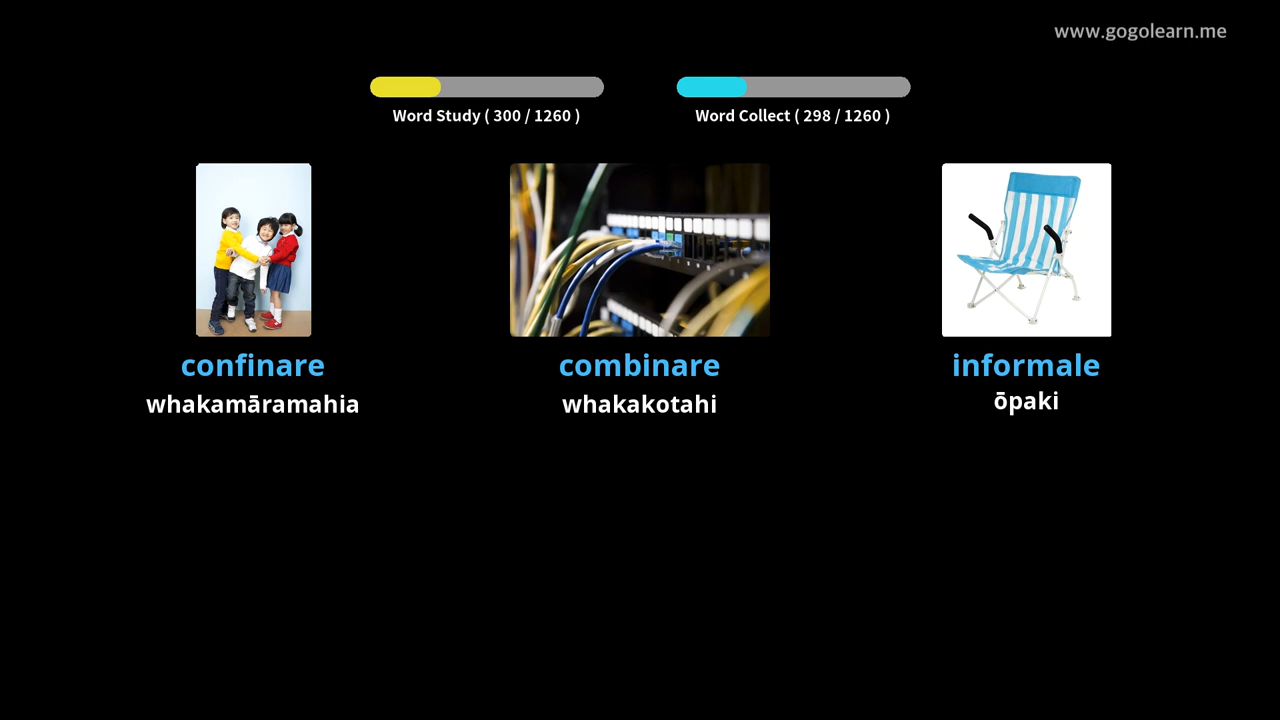 www.gogolearn.me
Word Study ( 300 / 1260 )
Word Collect ( 298 / 1260 )
confinare
whakamāramahia
combinare
whakakotahi
informale
ōpaki